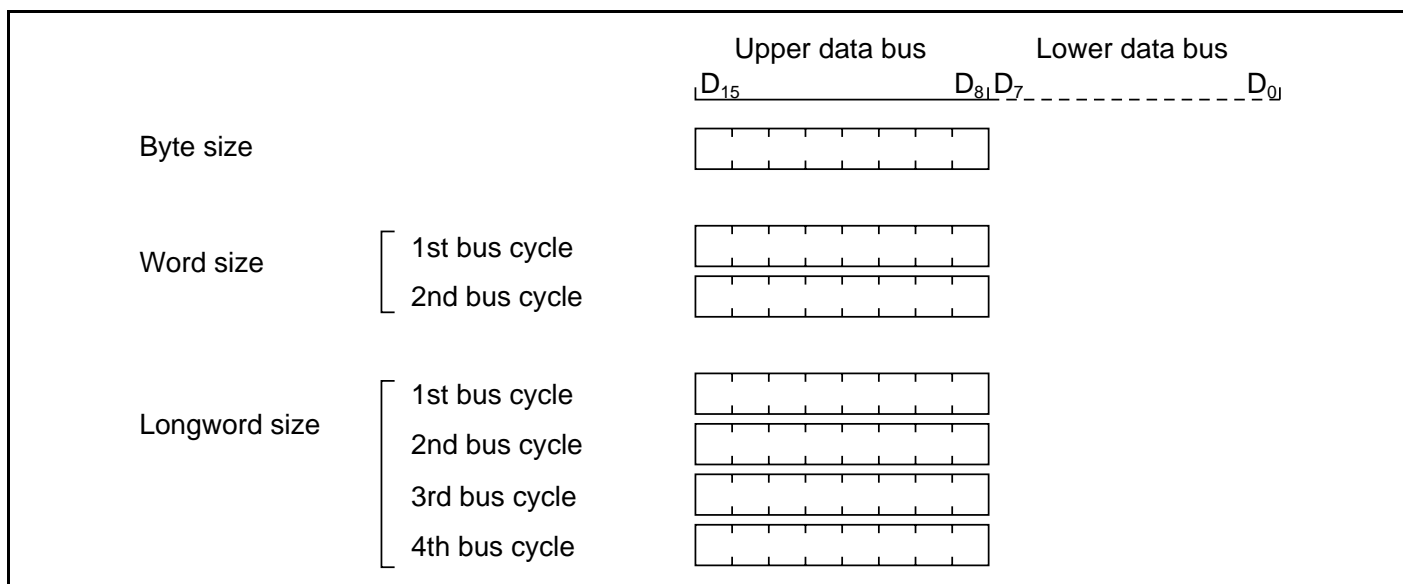 Upper data bus Lower data bus
D15 D8 D7 D0
Byte size
Word size
1st bus cycle
2nd bus cycle
Longword size
1st bus cycle
2nd bus cycle
3rd bus cycle
4th bus cycle